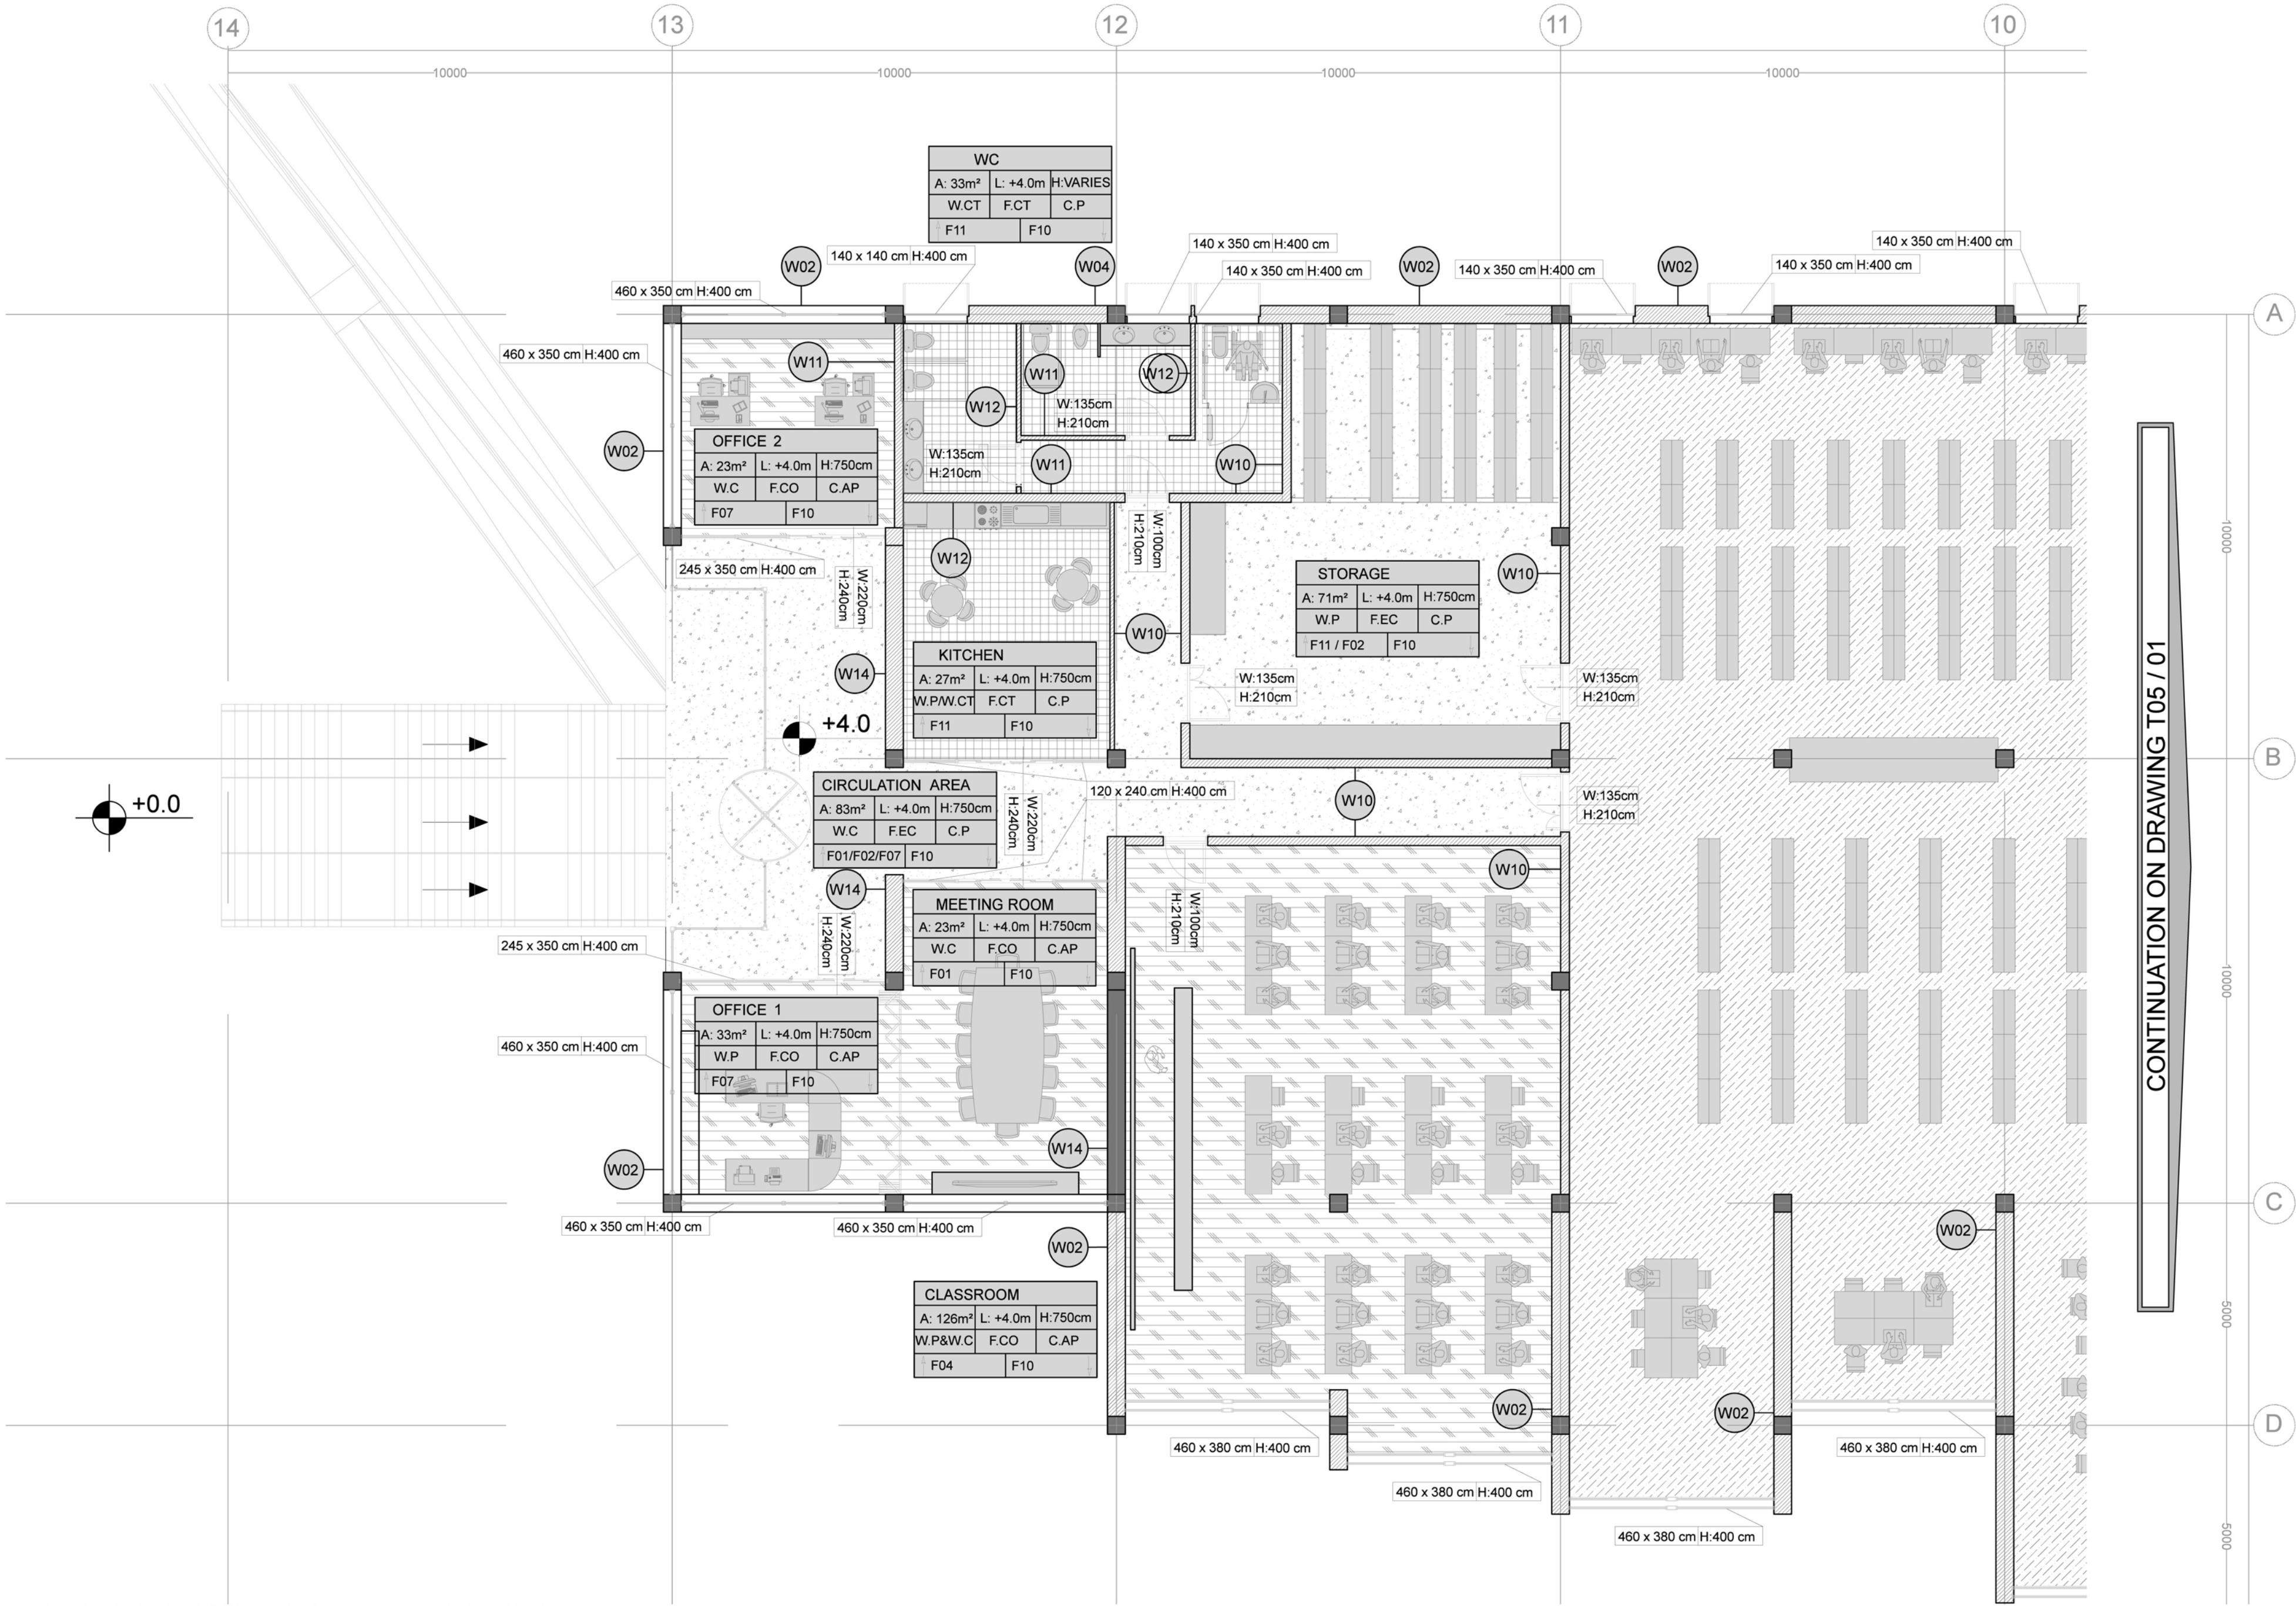 14
13
12
11
10
10000
10000
10000
10000
WC
A: 33m² L: +4.0m H:VARIES
W.CT F.CT C.P
F11 F10
140 x 350 cm H:400 cm
140 x 350 cm H:400 cm
140 x 140 cm H:400 cm
W02
W04
140 x 350 cm H:400 cm
W02
140 x 350 cm H:400 cm
W02
140 x 350 cm H:400 cm
460 x 350 cm H:400 cm
A
460 x 350 cm H:400 cm
W11
W11
W12
W12
W:135cm
H:210cm
W02
OFFICE 2
A: 23m² L: +4.0m H:750cm
W.C F.CO C.AP
F07 F10
W:135cm
H:210cm
W11
W10
245 x 350 cm H:400 cm
W:220cm
H:240cm
W12
W:100cm
H:210cm
STORAGE
A: 71m² L: +4.0m H:750cm
W.P F.EC C.P
F11 / F02 F10
W10
10000
W10
KITCHEN
A: 27m² L: +4.0m H:750cm
W.P/W.CT F.CT C.P
F11 F10
W14
W:135cm
H:210cm
W:135cm
H:210cm
+4.0
B
+0.0
CIRCULATION AREA
A: 83m² L: +4.0m H:750cm
W.C F.EC C.P
F01/F02/F07 F10
W:220cm
H:240cm
120 x 240 cm H:400 cm
W10
W:135cm
H:210cm
CONTINUATION ON DRAWING T05 / 01
W14
W10
MEETING ROOM
A: 23m² L: +4.0m H:750cm
W.C F.CO C.AP
F01 F10
W:220cm
H:240cm
W:100cm
H:210cm
245 x 350 cm H:400 cm
10000
OFFICE 1
A: 33m² L: +4.0m H:750cm
W.P F.CO C.AP
F07 F10
460 x 350 cm H:400 cm
W14
W02
C
460 x 350 cm H:400 cm
460 x 350 cm H:400 cm
W02
W02
CLASSROOM
A: 126m² L: +4.0m H:750cm
W.P&W.C F.CO C.AP
F04 F10
5000
W02
W02
D
460 x 380 cm H:400 cm
460 x 380 cm H:400 cm
460 x 380 cm H:400 cm
460 x 380 cm H:400 cm
5000